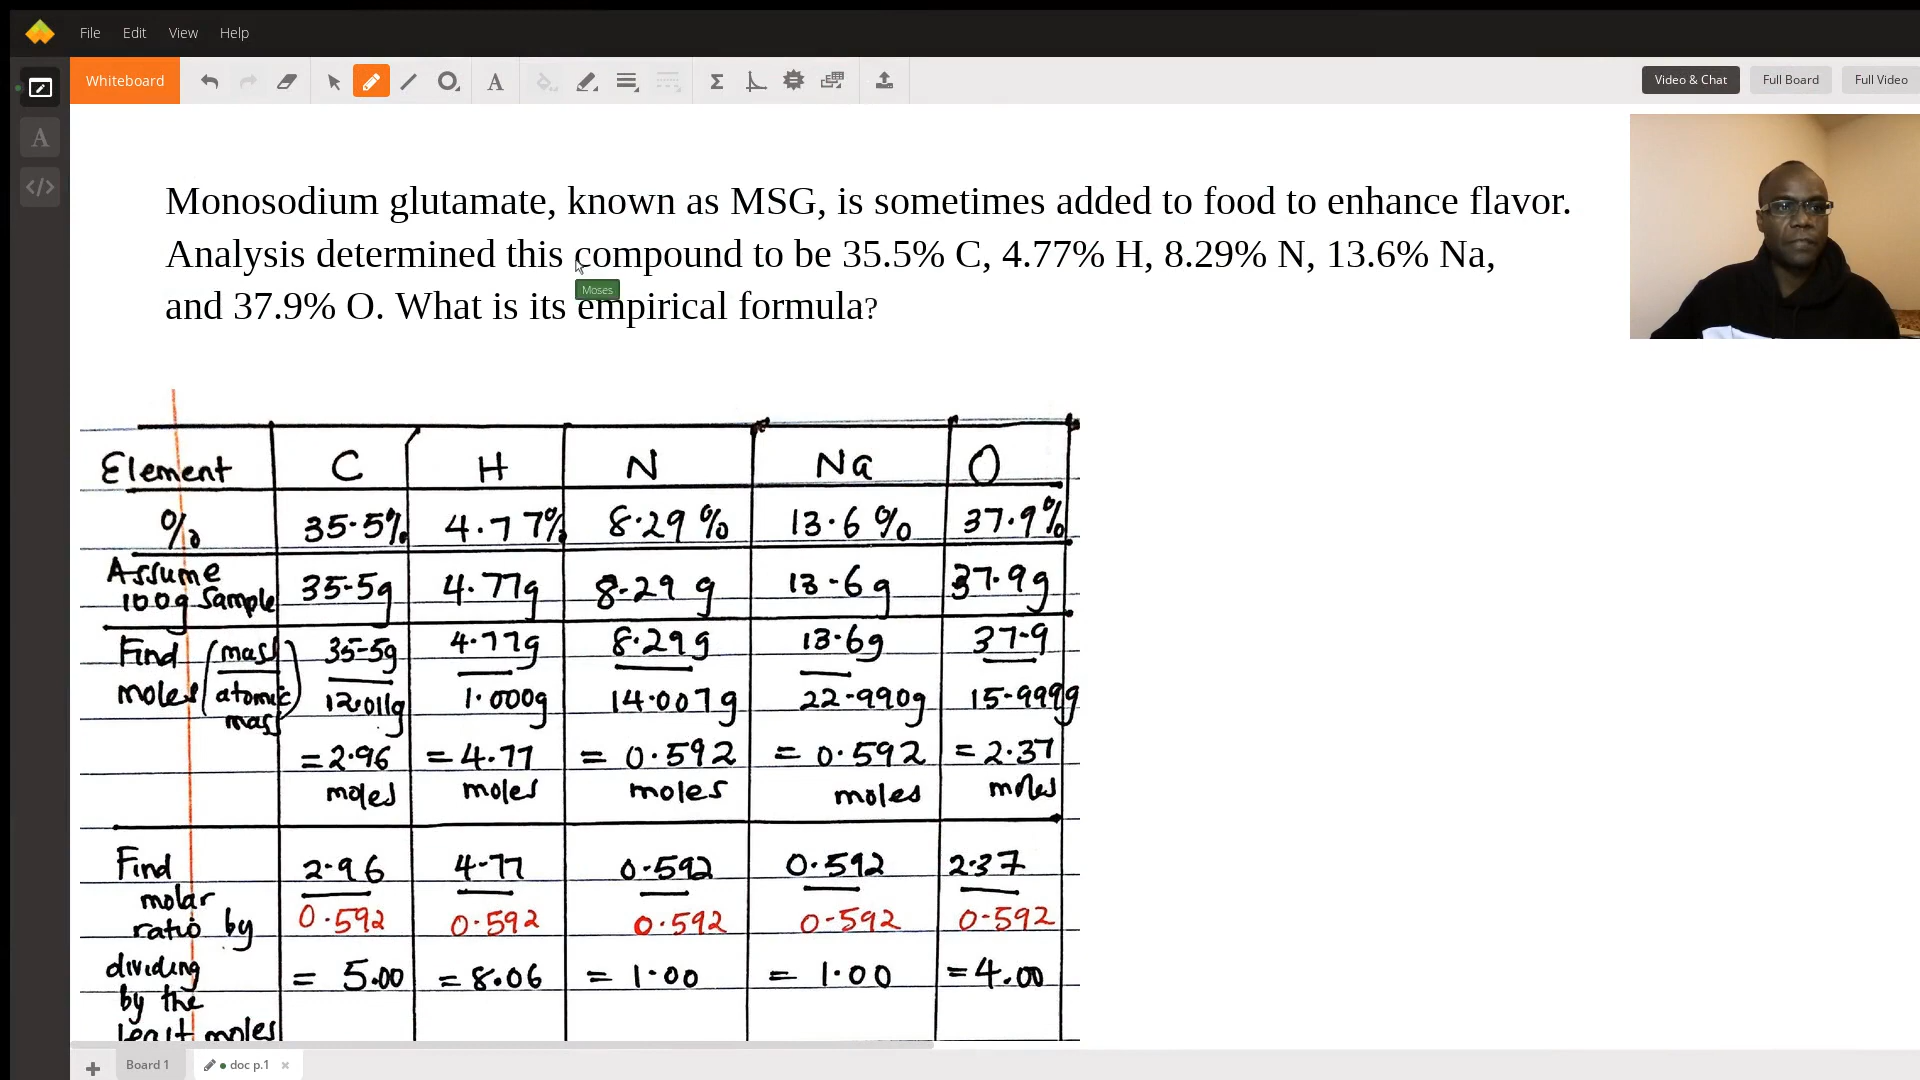 File Edit View Help
Whiteboard
Video & Chat Full Board Full Video
Monosodium glutamate, known as MSG, is sometimes added to food to enhance flavor.
Analysis determined this compound to be 35.5% C, 4.77% H, 8.29% N, 13.6% Na,
Moses
and 37.9% O. What is its empirical formula?
Element C H N Na O
% 35.5% 4.77% 8.29% 13.6% 37.9%
Assume
100g Sample 35.5g 4.77g 8.29 g 13.6g 37.9g
Find (mass 35.5g 4.77g 8.29g 13.6g 37.9
moles atomic 12.011g 1.000g 14.007g 22.990g 15.999g
mass)
=2.96 =4.77 = 0.592 = 0.592 = 2.37
moles moles moles moles moles
Find 2.96 4.77 0.592 0.592 2.37
molar
ratio by 0.592 0.592 0.592 0.592 0.592
dividing = 5.00 = 8.06 = 1.00 = 1.00 = 4.00
by the
least moles
Board 1 doc p.1